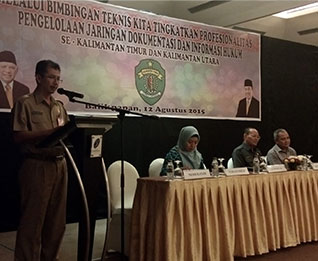 MELALUI BIMBINGAN TEKNIS KITA TINGKATKAN PROFESIONALITAS
PENGELOLAAN JARINGAN DOKUMENTASI DAN INFORMASI HUKUM
SE - KALIMANTAN TIMUR DAN KALIMANTAN UTARA
Balikpapan, 12 Agustus 2015